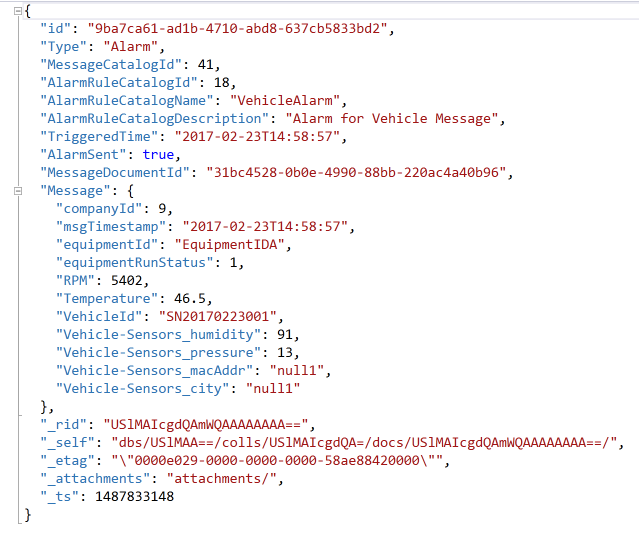 {
"id": "9ba7ca61-ad1b-4710-abd8-637cb5833bd2",
"Type": "Alarm",
"MessageCatalogId": 41,
"AlarmRuleCatalogId": 18,
"AlarmRuleCatalogName": "VehicleAlarm",
"AlarmRuleCatalogDescription": "Alarm for Vehicle Message",
"TriggeredTime": "2017-02-23T14:58:57",
"AlarmSent": true,
"MessageDocumentId": "31bc4528-0b0e-4990-88bb-220ac4a40b96",
"Message": {
"companyId": 9,
"msgTimestamp": "2017-02-23T14:58:57",
"equipmentId": "EquipmentIDA",
"equipmentRunStatus": 1,
"RPM": 5402,
"Temperature": 46.5,
"VehicleId": "SN20170223001",
"Vehicle-Sensors_humidity": 91,
"Vehicle-Sensors_pressure": 13,
"Vehicle-Sensors_macAddr": "null1",
"Vehicle-Sensors_city": "null1"
},
"_rid": "USlMAIcgdQAmWQAAAAAAAA==",
"_self": "dbs/USlMAA==/colls/USlMAIcgdQA=/docs/USlMAIcgdQAmWQAAAAAAAA==/",
"_etag": "\"0000e029-0000-0000-0000-58ae88420000\"",
"_attachments": "attachments/",
"_ts": 1487833148
}